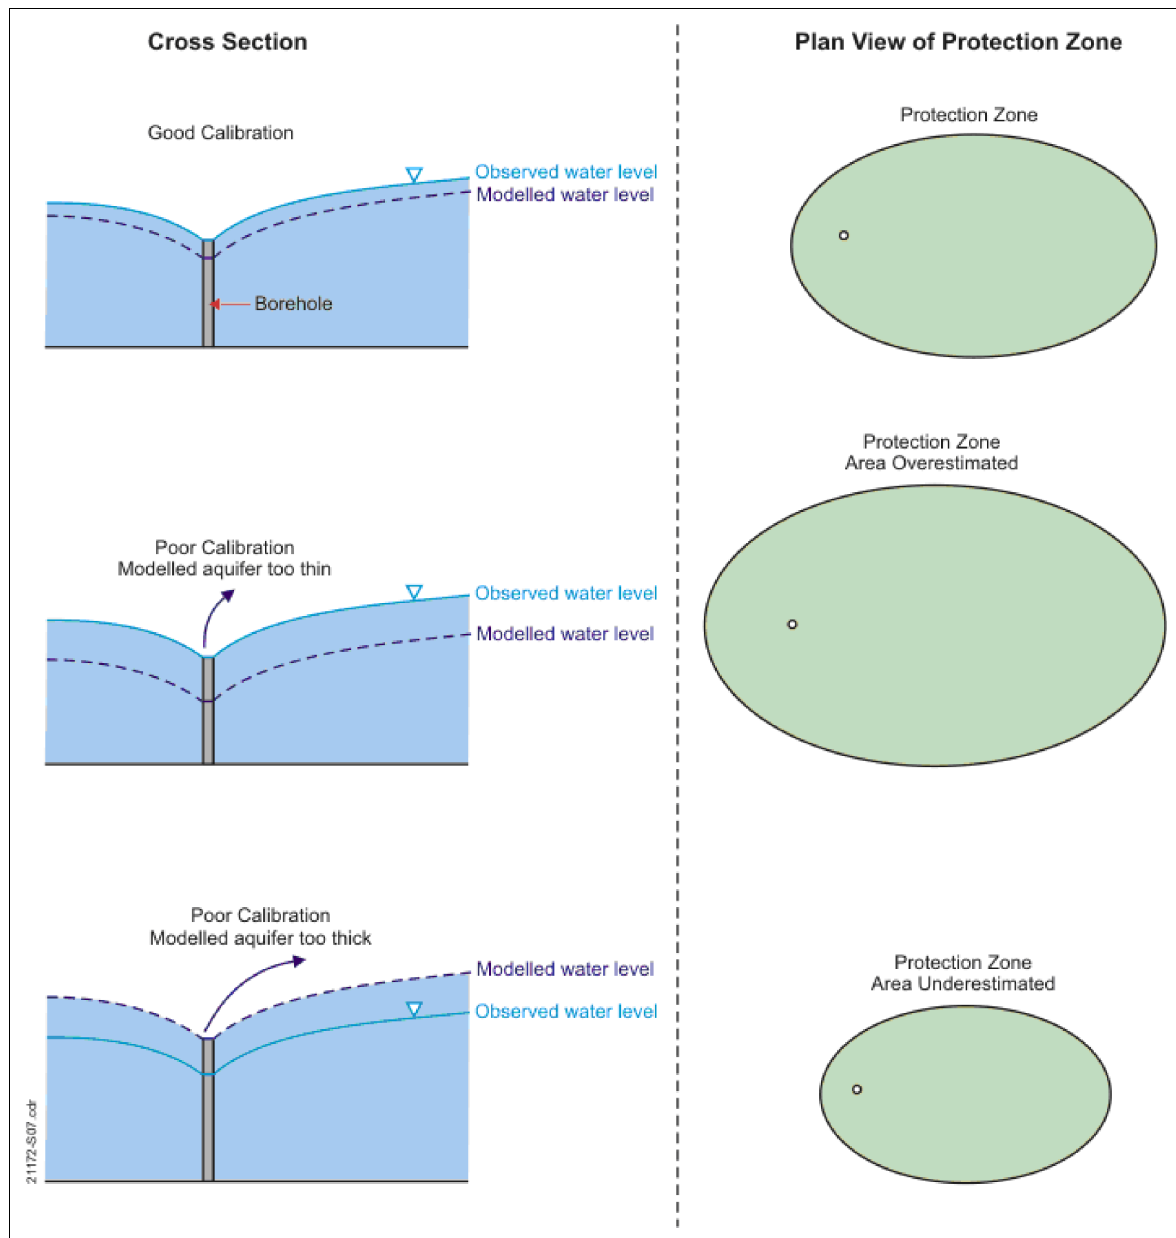 Cross Section
Plan View of Protection Zone
Good Calibration
Protection Zone
Observed water level
Modelled water level
Borehole
Protection Zone
Area Overestimated
Poor Calibration
Modelled aquifer too thin
Observed water level
Modelled water level
Poor Calibration
Modelled aquifer too thick
Modelled water level
Observed water level
Protection Zone
Area Underestimated
21172-S07.cdr